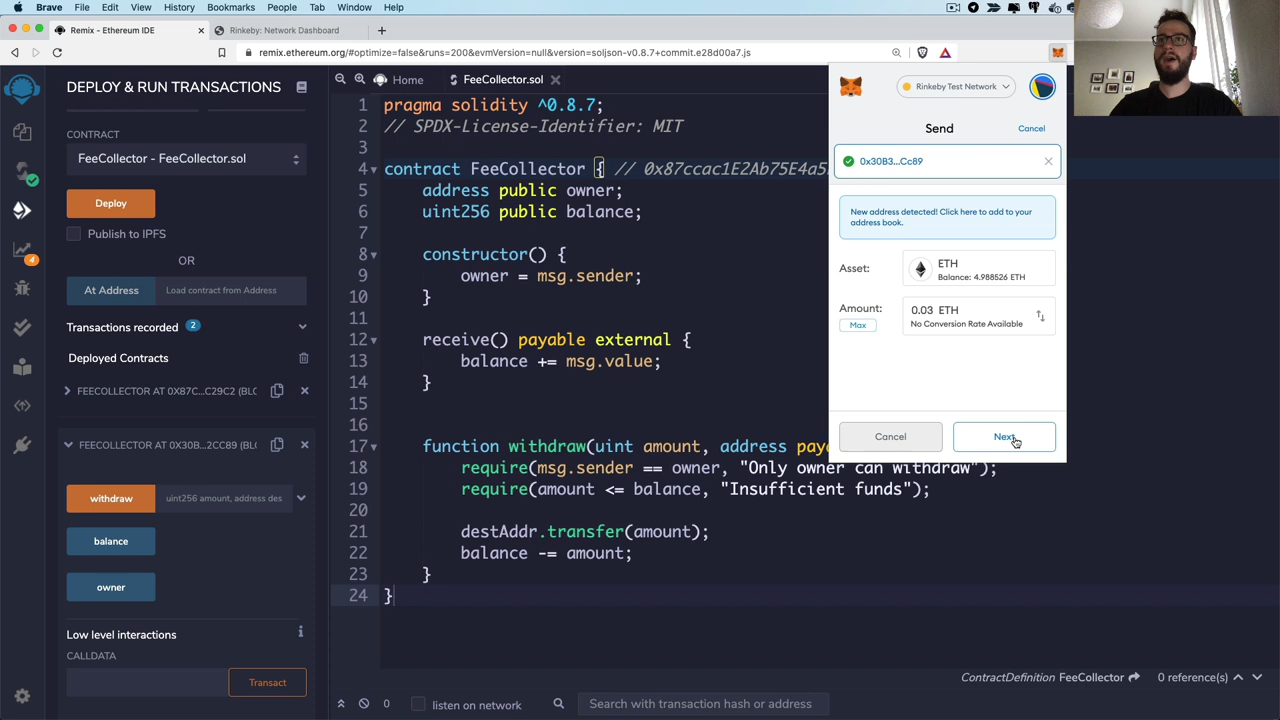 Brave File Edit View History Bookmarks People Tab Window Help
Remix - Ethereum IDE
Rinkeby: Network Dashboard
remix.ethereum.org/#optimize=false&runs=200&evmVersion=null&version=soljson-v0.8.7+commit.e28d00a7.js
DEPLOY & RUN TRANSACTIONS
CONTRACT
FeeCollector - FeeCollector.sol
Deploy
Publish to IPFS
OR
At Address Load contract from Address
Transactions recorded 2
Deployed Contracts
FEECOLLECTOR AT 0X87C...C29C2 (BLC
FEECOLLECTOR AT 0X30B...2CC89 (BLC
withdraw uint256 amount, address des
balance
owner
Low level interactions
CALLDATA
Transact
4
Home FeeCollector.sol
1 pragma solidity ^0.8.7;
2 // SPDX-License-Identifier: MIT
3
4 contract FeeCollector { // 0x87ccac1E2Ab75E4a5
5 address public owner;
6 uint256 public balance;
7
8 constructor() {
9 owner = msg.sender;
10 }
11
12 receive() payable external {
13 balance += msg.value;
14 }
15
16
17 function withdraw(uint amount, address pay
18 require(msg.sender == owner, "Only owner can withdraw");
19 require(amount <= balance, "Insufficient funds");
20
21 destAddr.transfer(amount);
22 balance -= amount;
23 }
24 }
Rinkeby Test Network
Send
Cancel
0x30B3...Cc89
New address detected! Click here to add to your
address book.
Asset:
ETH
Balance: 4.988526 ETH
Amount:
Max
0.03 ETH
No Conversion Rate Available
Cancel
Next
ContractDefinition FeeCollector 0 reference(s)
0 listen on network Search with transaction hash or address